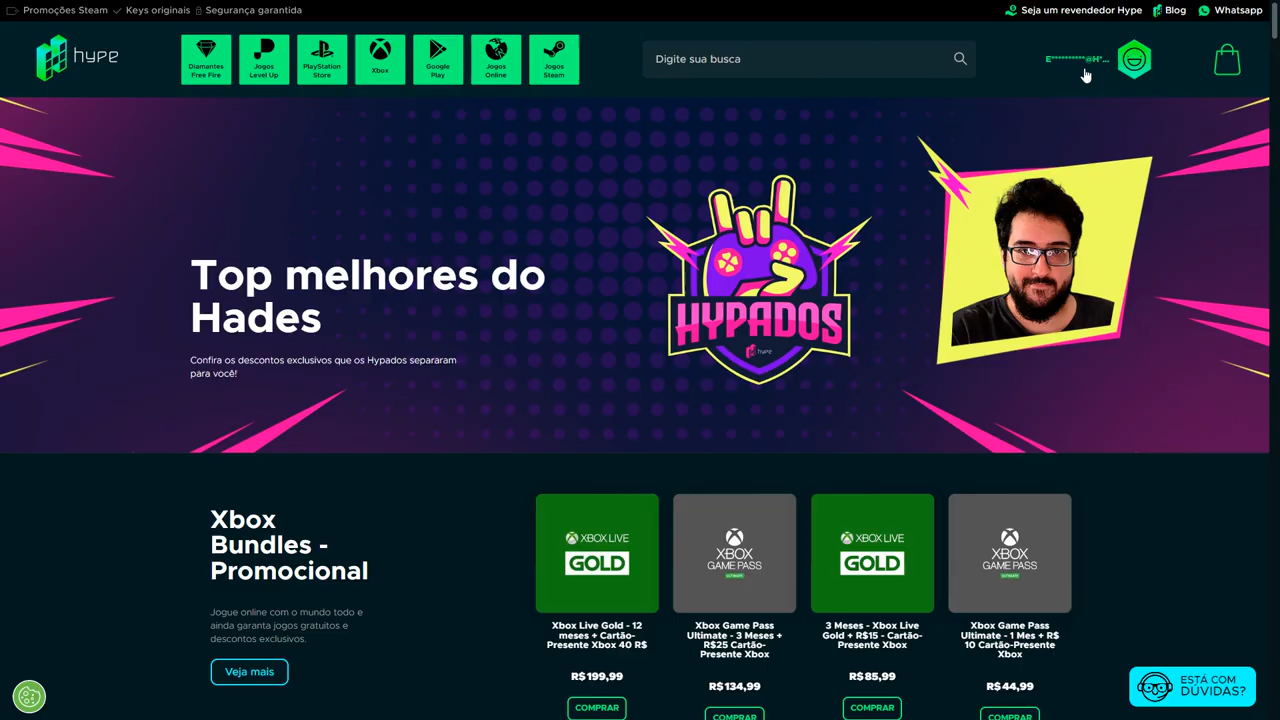 Promoções Steam
Keys originais
Segurança garantida
Seja um revendedor Hype
Blog
Whatsapp
hype
Diamantes
Free Fire
Jogos
Level Up
PlayStation
Store
Xbox
Google
Play
Jogos
Online
Jogos
Steam
Digite sua busca
E**********@H*...
Top melhores do
Hades
Confira os descontos exclusivos que os Hypados separaram
para você!
HYPADOS
hype
Xbox
Bundles -
Promocional
Jogue online com o mundo todo e
ainda garanta jogos gratuitos e
descontos exclusivos.
Veja mais
XBOX LIVE
GOLD
Xbox Live Gold - 12
meses + Cartão-
Presente Xbox 40 R$
R$199,99
COMPRAR
XBOX
GAME PASS
ULTIMATE
Xbox Game Pass
Ultimate - 3 Meses +
R$25 Cartão-
Presente Xbox
R$134,99
COMPRAR
XBOX LIVE
GOLD
3 Meses - Xbox Live
Gold + R$15 - Cartão-
Presente Xbox
R$85,99
COMPRAR
XBOX
GAME PASS
ULTIMATE
Xbox Game Pass
Ultimate - 1 Mes + R$
10 Cartão-Presente
Xbox
R$44,99
COMPRAR
ESTÁ COM
DÚVIDAS?